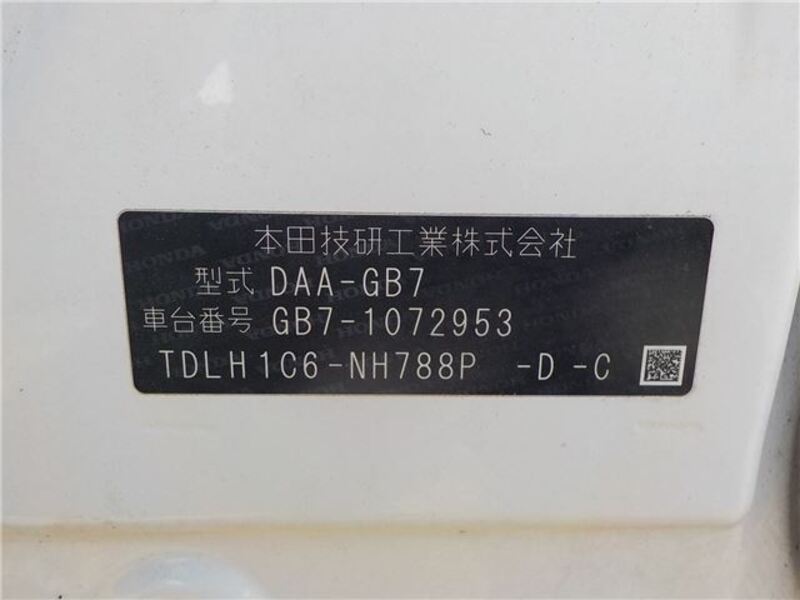 本田技研工業株式会社
型式 DAA-GB7
車台番号 GB7-1072953
TDLH1C6-NH788P -D -C